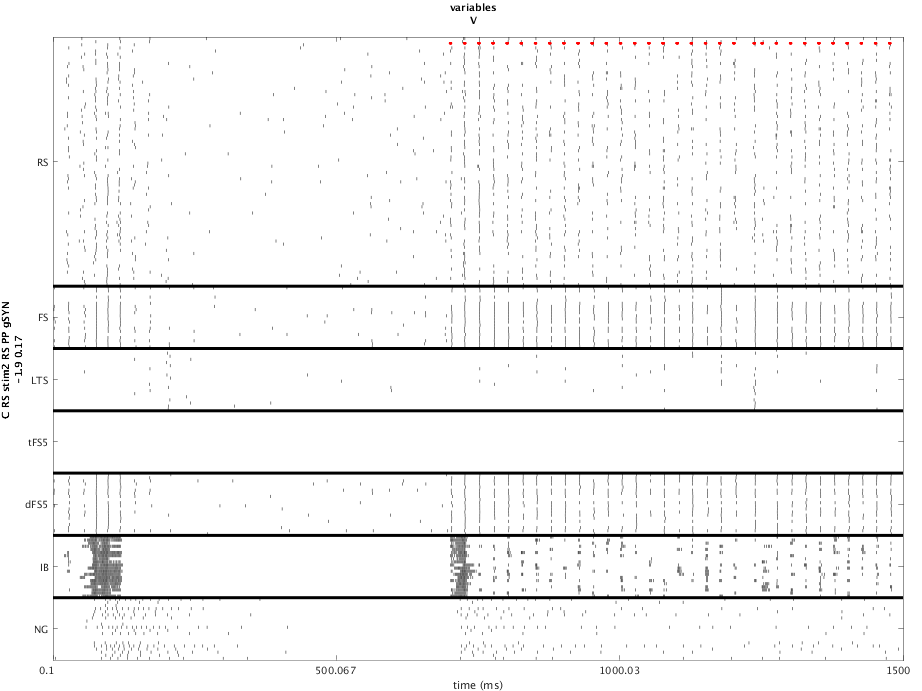 variables
V
C RS stim2 RS PP gSYN
-1.9 0.17
RS
FS
LTS
tFS5
dFS5
IB
NG
0.1
500.067
1000.03
1500
time (ms)